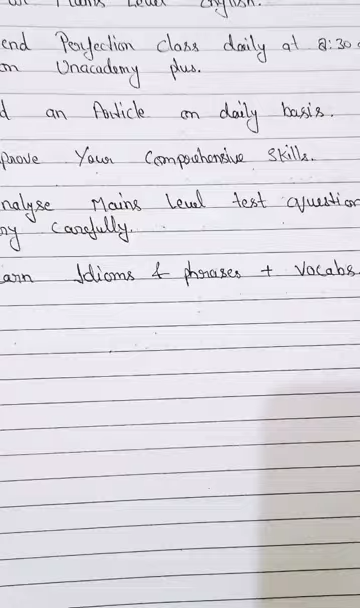 Mains Level English.
end Perfection class daily at 8:30
on Unacademy plus.
d an Article on daily basis.
prove Your Comprehensive Skills.
nalyse Mains Level test question
ry carefully.
arn Idioms & phrases + Vocabs